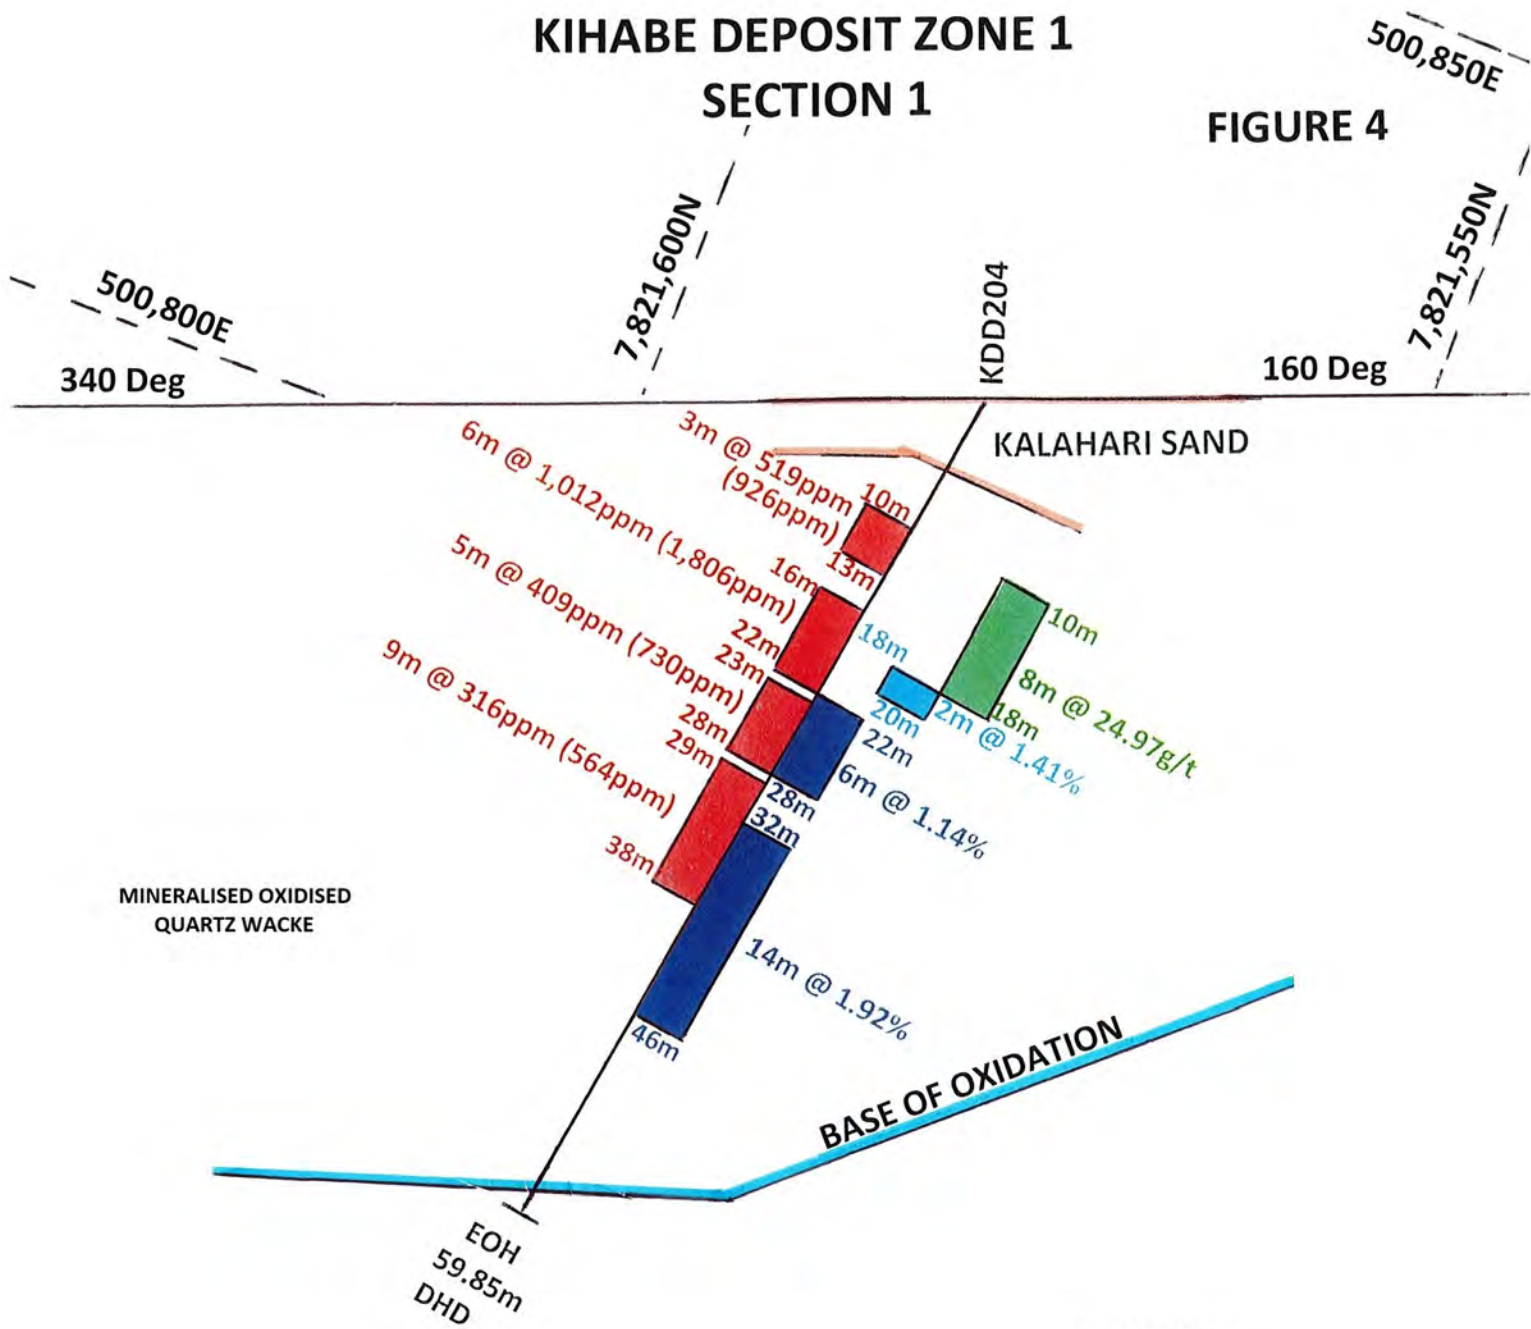 KIHABE DEPOSIT ZONE 1
SECTION 1
FIGURE 4
500,850E
500,800E
7,821,600N
7,821,550N
KDD204
340 Deg
160 Deg
KALAHARI SAND
3m @ 519ppm
(926ppm)
10m
13m
6m @ 1,012ppm (1,806ppm)
16m
22m
5m @ 409ppm (730ppm)
23m
28m
9m @ 316ppm (564ppm)
29m
38m
18m
20m
2m @ 1.41%
10m
8m @ 24.97g/t
18m
22m
6m @ 1.14%
28m
32m
14m @ 1.92%
46m
MINERALISED OXIDISED
QUARTZ WACKE
BASE OF OXIDATION
EOH
59.85m
DHD